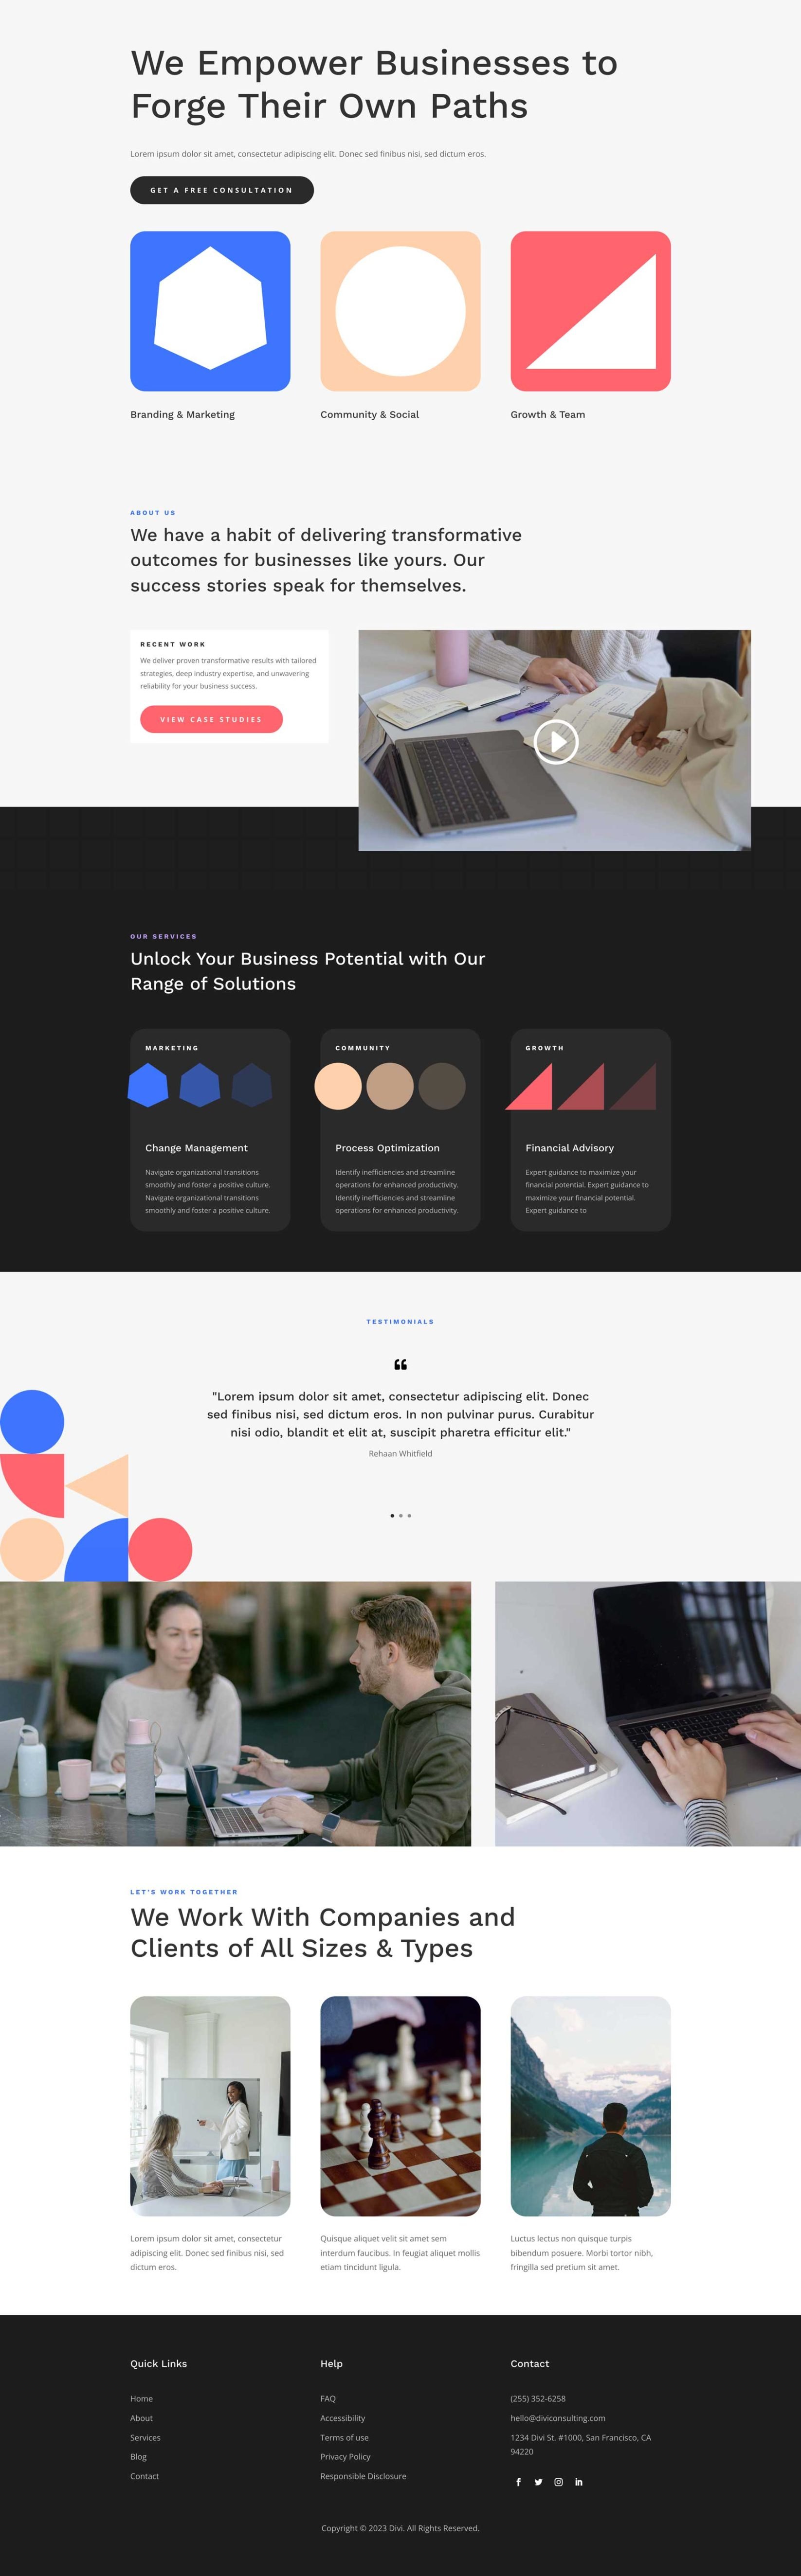 We Empower Businesses to
Forge Their Own Paths
Lorem ipsum dolor sit amet, consectetur adipiscing elit. Donec sed finibus nisi, sed dictum eros.
GET A FREE CONSULTATION
Branding & Marketing
Community & Social
Growth & Team
ABOUT US
We have a habit of delivering transformative
outcomes for businesses like yours. Our
success stories speak for themselves.
RECENT WORK
We deliver proven transformative results with tailored
strategies, deep industry expertise, and unwavering
reliability for your business success.
VIEW CASE STUDIES
OUR SERVICES
Unlock Your Business Potential with Our
Range of Solutions
MARKETING
Change Management
Navigate organizational transitions
smoothly and foster a positive culture.
Navigate organizational transitions
smoothly and foster a positive culture.
COMMUNITY
Process Optimization
Identify inefficiencies and streamline
operations for enhanced productivity.
Identify inefficiencies and streamline
operations for enhanced productivity.
GROWTH
Financial Advisory
Expert guidance to maximize your
financial potential. Expert guidance to
maximize your financial potential.
Expert guidance to
TESTIMONIALS
"Lorem ipsum dolor sit amet, consectetur adipiscing elit. Donec
sed finibus nisi, sed dictum eros. In non pulvinar purus. Curabitur
nisi odio, blandit et elit at, suscipit pharetra efficitur elit."
Rehaan Whitfield
LET'S WORK TOGETHER
We Work With Companies and
Clients of All Sizes & Types
Lorem ipsum dolor sit amet, consectetur
adipiscing elit. Donec sed finibus nisi, sed
dictum eros.
Quisque aliquet velit sit amet sem
interdum faucibus. In feugiat aliquet mollis
etiam tincidunt ligula.
Luctus lectus non quisque turpis
bibendum posuere. Morbi tortor nibh,
fringilla sed pretium sit amet.
Quick Links
Home
About
Services
Blog
Contact
Help
FAQ
Accessibility
Terms of use
Privacy Policy
Responsible Disclosure
Contact
(255) 352-6258
hello@diviconsulting.com
1234 Divi St. #1000, San Francisco, CA
94220
Copyright © 2023 Divi. All Rights Reserved.